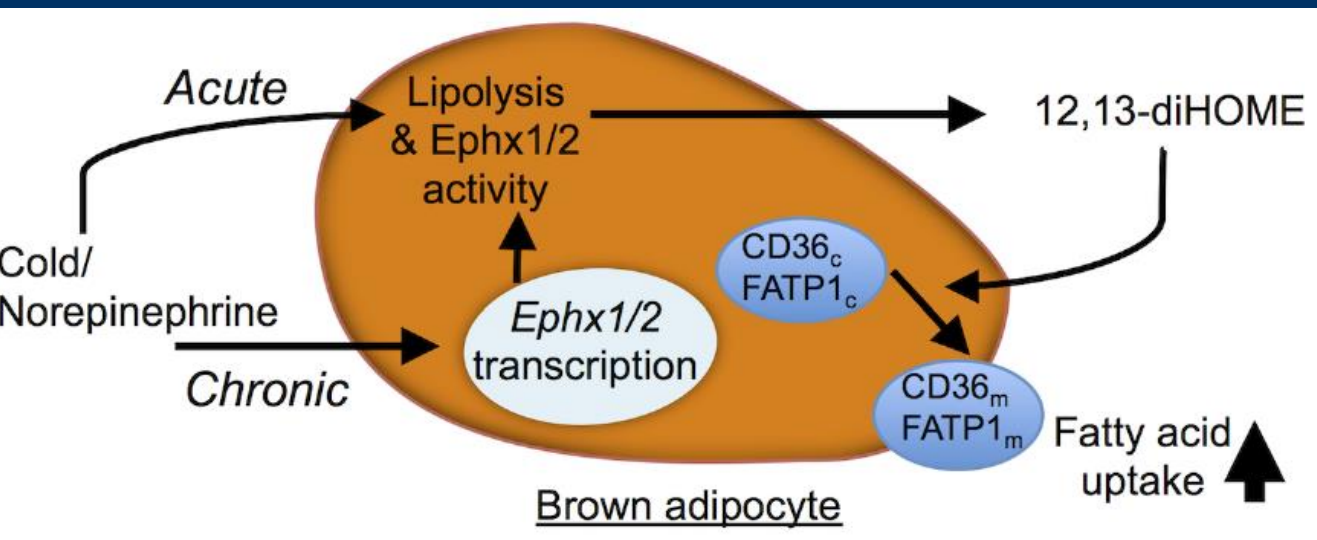 Acute
Lipolysis
& Ephx1/2
activity
12,13-diHOME
Cold/
Norepinephrine
Chronic
Ephx1/2
transcription
CD36c
FATP1c
CD36m
FATP1m
Fatty acid
uptake
Brown adipocyte